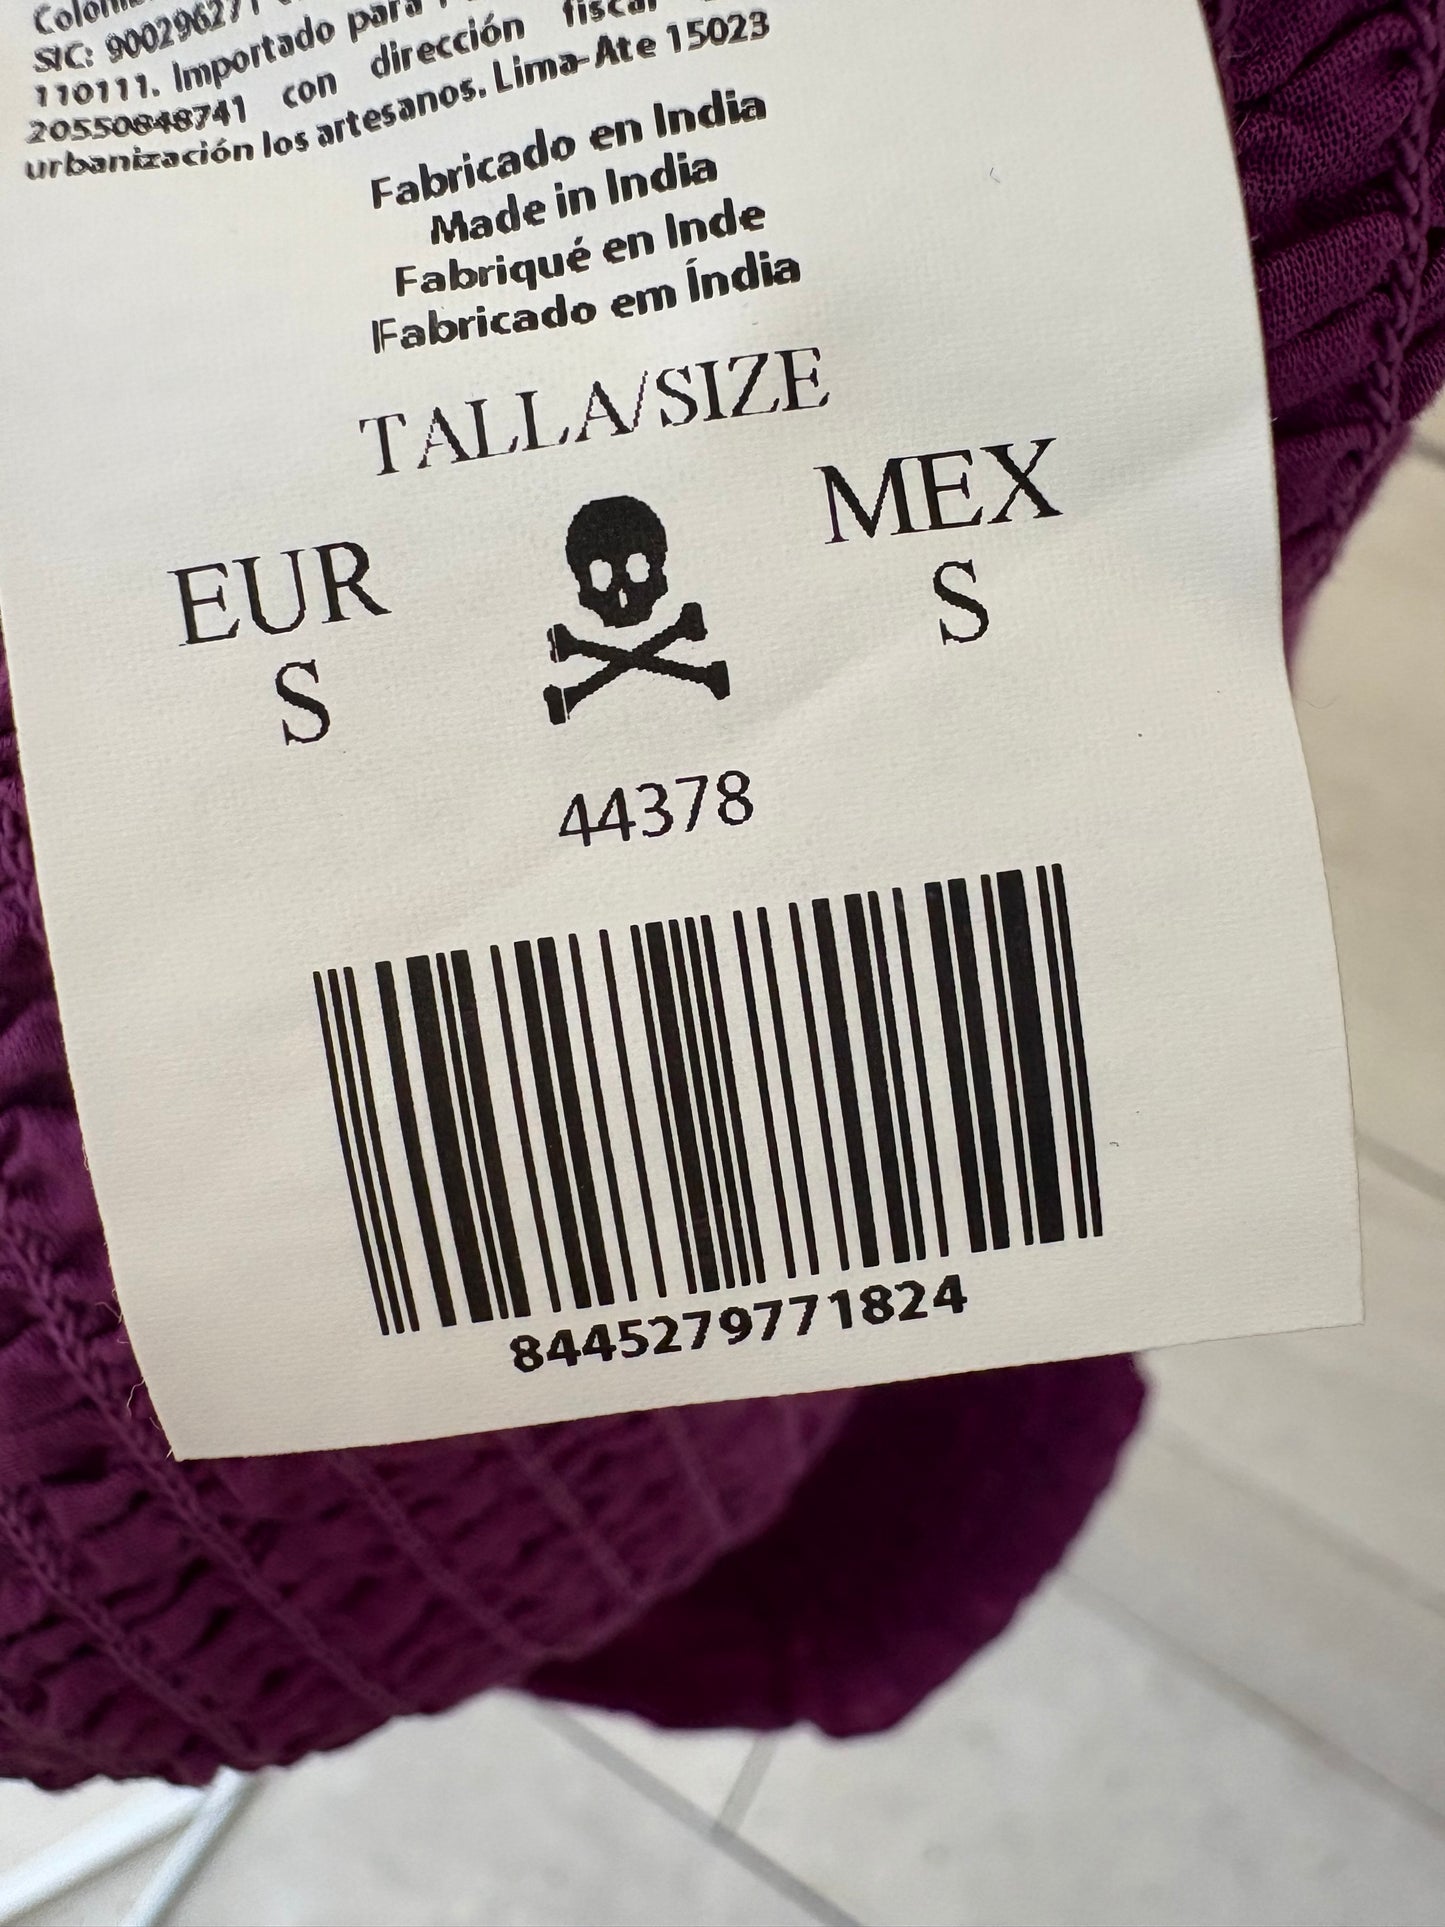 SIC: 900296271
110111. Importado para
20550848741 con dirección fiscal
urbanización los artesanos. Lima-Ate 15023
Fabricado en India
Made in India
Fabriqué en Inde
Fabricado em Índia
TALLA/SIZE
EUR MEX
S S
44378
8445279771824